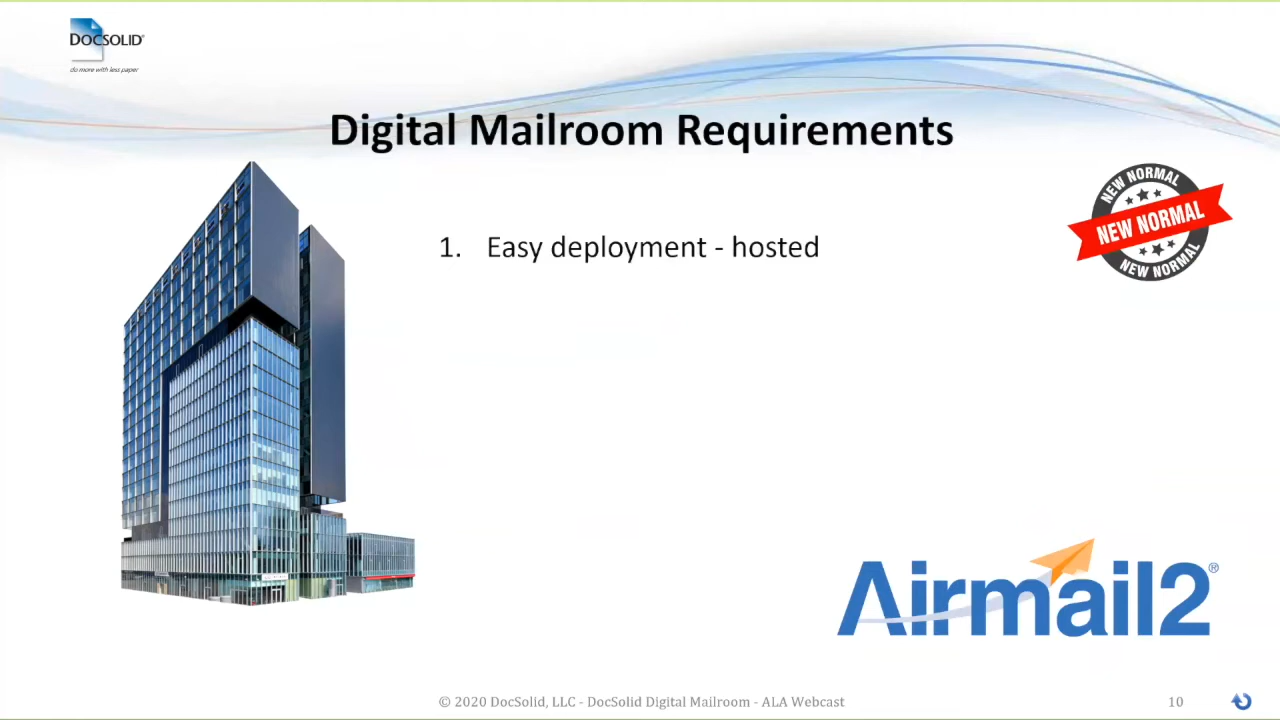 DOCSOLID®
do more with less paper
Digital Mailroom Requirements
NEW NORMAL
NEW NORMAL
NEW NORMAL
1. Easy deployment - hosted
Airmail2®
© 2020 DocSolid, LLC - DocSolid Digital Mailroom - ALA Webcast
10